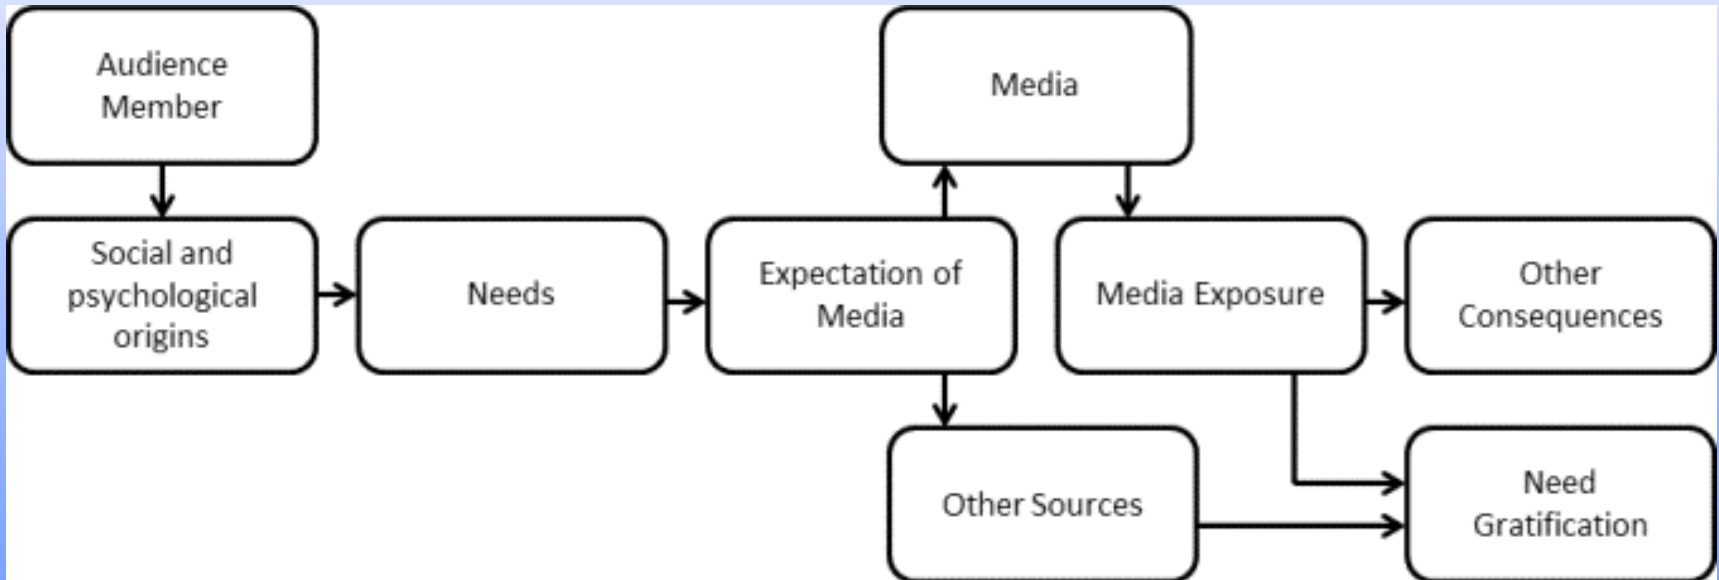 Audience
Member
Media
Social and
psychological
origins
Needs
Expectation of
Media
Media Exposure
Other
Consequences
Other Sources
Need
Gratification